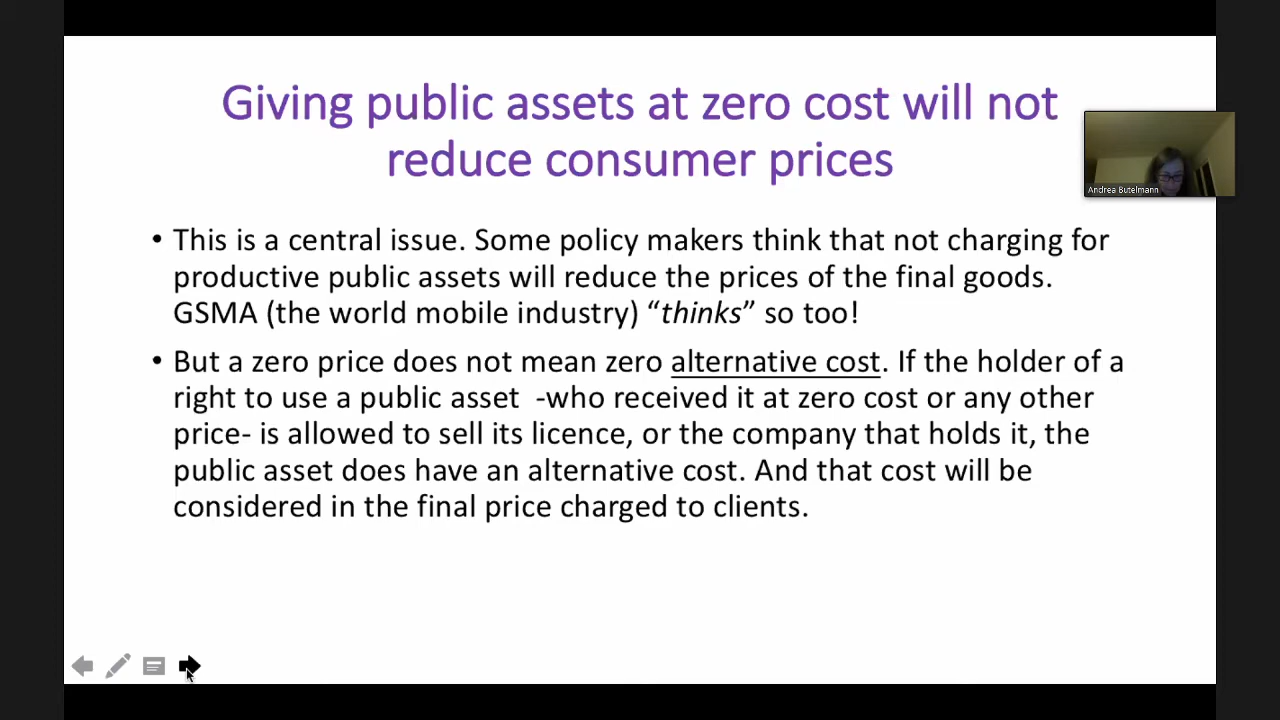 Giving public assets at zero cost will not
reduce consumer prices
Andrea Butelmann
• This is a central issue. Some policy makers think that not charging for
productive public assets will reduce the prices of the final goods.
GSMA (the world mobile industry) “thinks” so too!
• But a zero price does not mean zero alternative cost. If the holder of a
right to use a public asset -who received it at zero cost or any other
price- is allowed to sell its licence, or the company that holds it, the
public asset does have an alternative cost. And that cost will be
considered in the final price charged to clients.